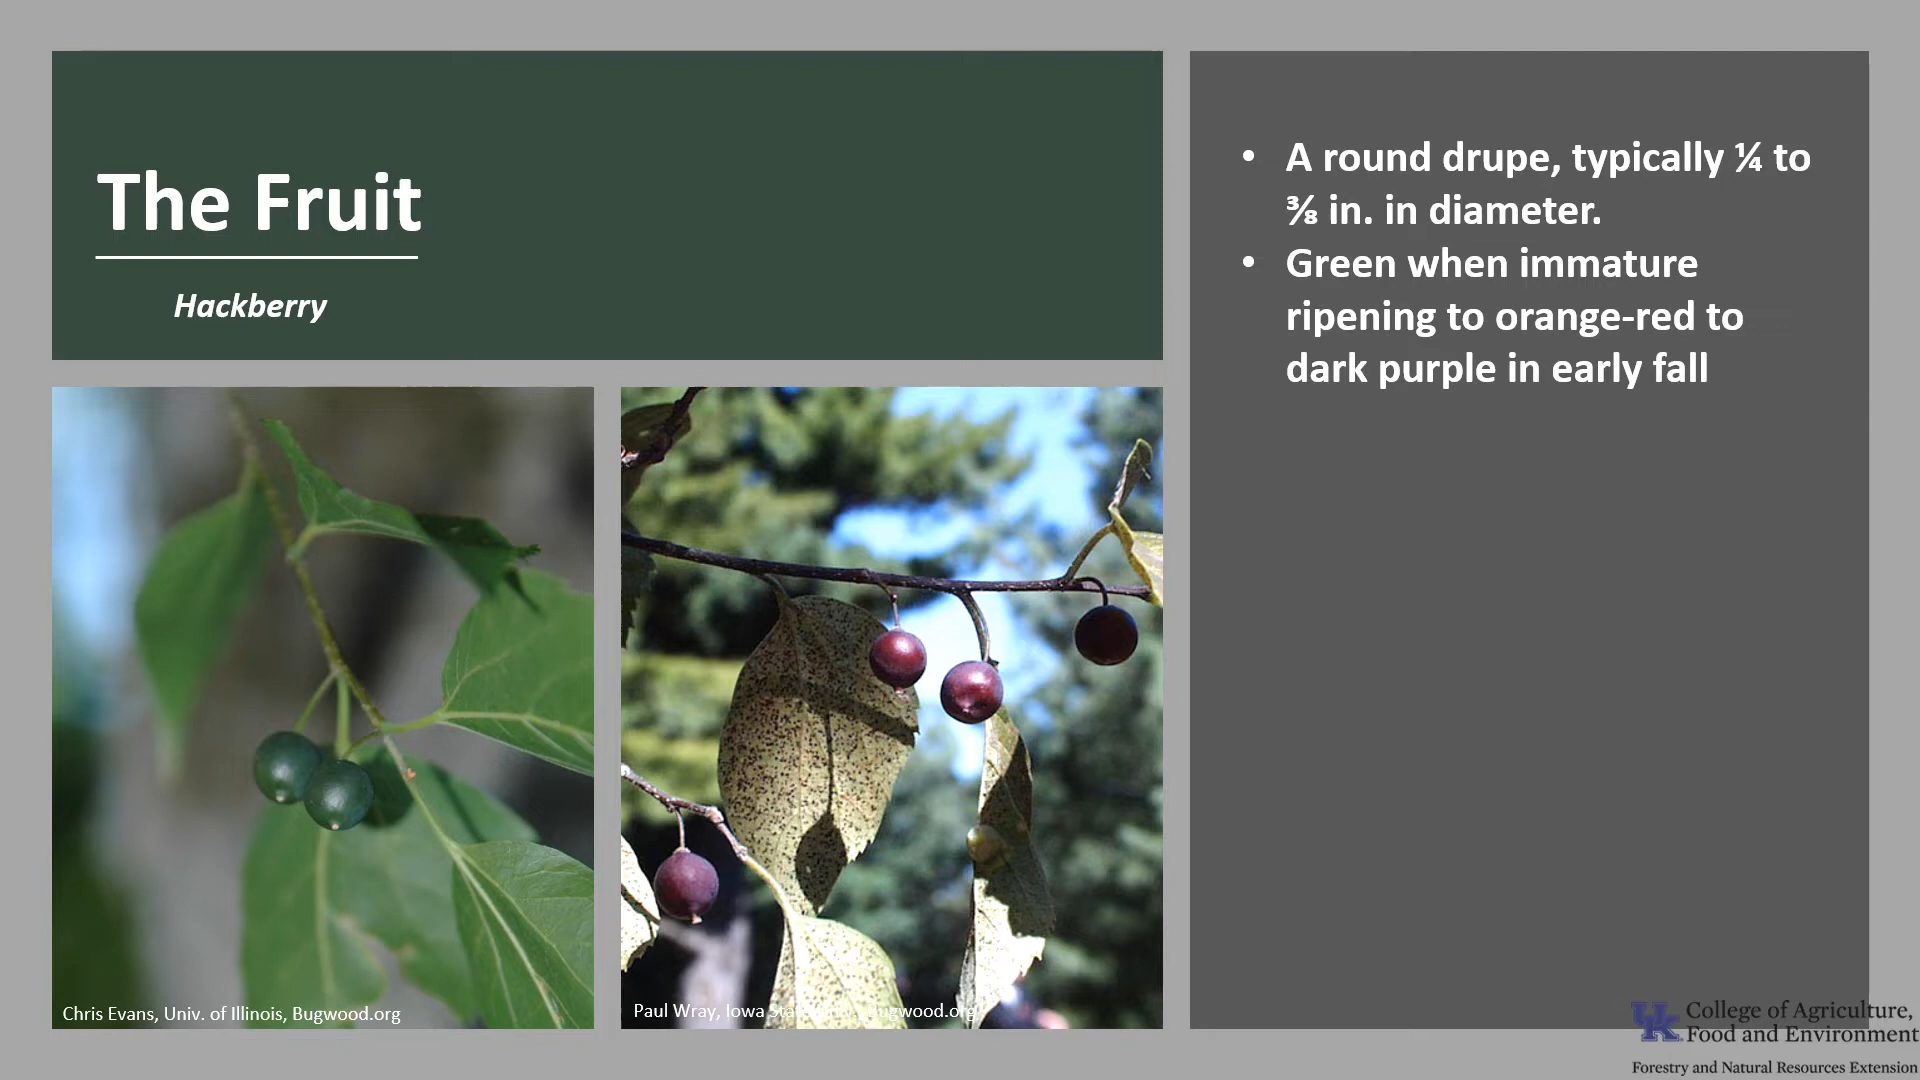 The Fruit
Hackberry
• A round drupe, typically ¼ to
⅜ in. in diameter.
• Green when immature
ripening to orange-red to
dark purple in early fall
Chris Evans, Univ. of Illinois, Bugwood.org
Paul Wray, Iowa State Bugwood.org
UK College of Agriculture,
Food and Environment
Forestry and Natural Resources Extension